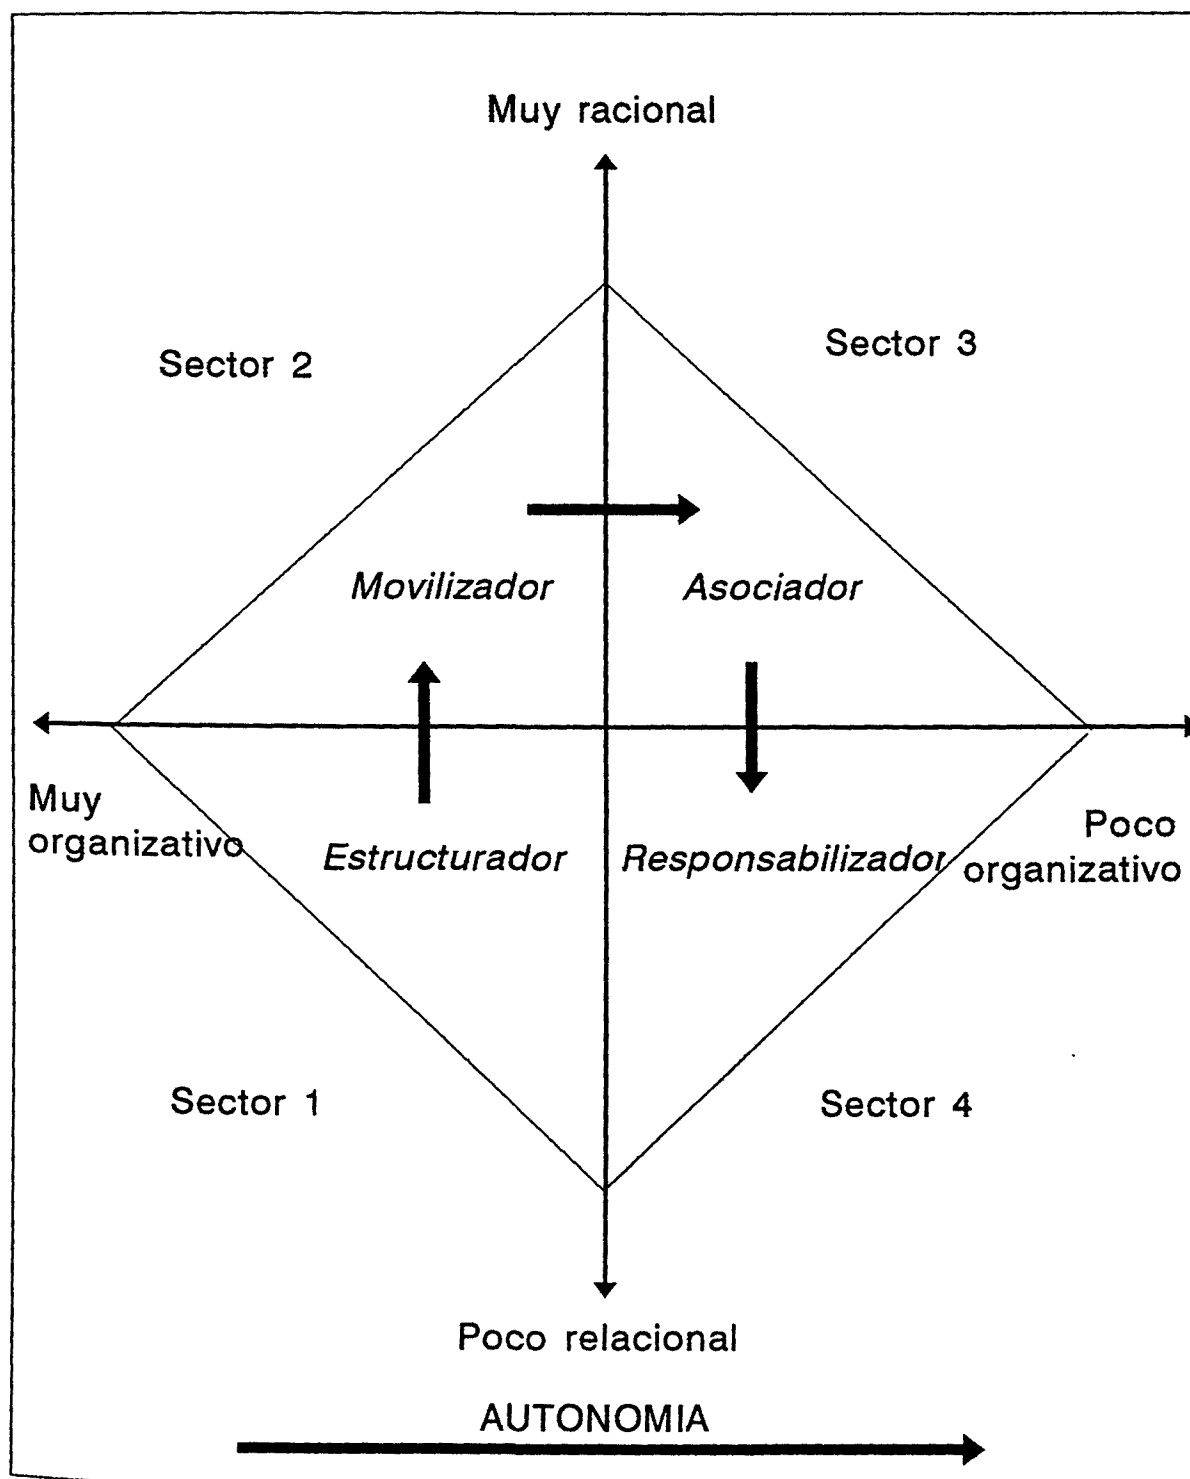 Muy racional
Sector 2
Sector 3
Movilizador
Asociador
Muy
organizativo
Estructurador
Responsabilizador
Poco
organizativo
Sector 1
Sector 4
Poco relacional
AUTONOMIA